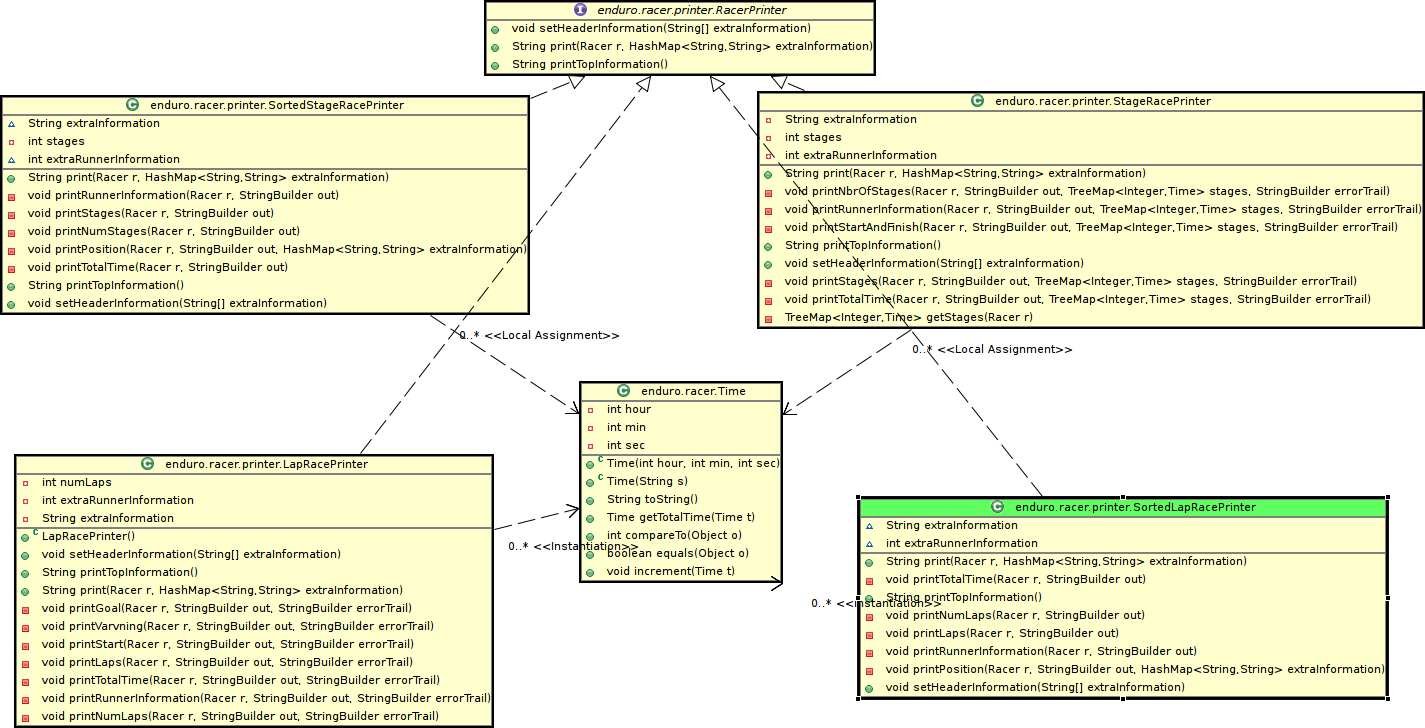 enduro.racer.printer.RacerPrinter
void setHeaderInformation(String[] extraInformation)
String print(Racer r, HashMap<String,String> extraInformation)
String printTopInformation()
enduro.racer.printer.SortedStageRacePrinter
String extraInformation
int stages
int extraRunnerInformation
String print(Racer r, HashMap<String,String> extraInformation)
void printRunnerInformation(Racer r, StringBuilder out)
void printStages(Racer r, StringBuilder out)
void printNumStages(Racer r, StringBuilder out)
void printPosition(Racer r, StringBuilder out, HashMap<String,String> extraInformation)
void printTotalTime(Racer r, StringBuilder out)
String printTopInformation()
void setHeaderInformation(String[] extraInformation)
enduro.racer.printer.StageRacePrinter
String extraInformation
int stages
int extraRunnerInformation
String print(Racer r, HashMap<String,String> extraInformation)
void printNbrOfStages(Racer r, StringBuilder out, TreeMap<Integer,Time> stages, StringBuilder errorTrail)
void printRunnerInformation(Racer r, StringBuilder out, TreeMap<Integer,Time> stages, StringBuilder errorTrail)
void printStartAndFinish(Racer r, StringBuilder out, TreeMap<Integer,Time> stages, StringBuilder errorTrail)
String printTopInformation()
void setHeaderInformation(String[] extraInformation)
void printStages(Racer r, StringBuilder out, TreeMap<Integer,Time> stages, StringBuilder errorTrail)
void printTotalTime(Racer r, StringBuilder out, TreeMap<Integer,Time> stages, StringBuilder errorTrail)
TreeMap<Integer,Time> getStages(Racer r)
0..* <<Local Assignment>>
0..* <<Local Assignment>>
enduro.racer.Time
int hour
int min
int sec
Time(int hour, int min, int sec)
Time(String s)
String toString()
Time getTotalTime(Time t)
int compareTo(Object o)
boolean equals(Object o)
void increment(Time t)
enduro.racer.printer.LapRacePrinter
int numLaps
int extraRunnerInformation
String extraInformation
LapRacePrinter()
void setHeaderInformation(String[] extraInformation)
String printTopInformation()
String print(Racer r, HashMap<String,String> extraInformation)
void printGoal(Racer r, StringBuilder out, StringBuilder errorTrail)
void printVarvning(Racer r, StringBuilder out, StringBuilder errorTrail)
void printStart(Racer r, StringBuilder out, StringBuilder errorTrail)
void printLaps(Racer r, StringBuilder out, StringBuilder errorTrail)
void printTotalTime(Racer r, StringBuilder out, StringBuilder errorTrail)
void printRunnerInformation(Racer r, StringBuilder out, StringBuilder errorTrail)
void printNumLaps(Racer r, StringBuilder out, StringBuilder errorTrail)
0..* <<Instantiation>>
0..* <<Instantiation>>
enduro.racer.printer.SortedLapRacePrinter
String extraInformation
int extraRunnerInformation
String print(Racer r, HashMap<String,String> extraInformation)
void printTotalTime(Racer r, StringBuilder out)
String printTopInformation()
void printNumLaps(Racer r, StringBuilder out)
void printLaps(Racer r, StringBuilder out)
void printRunnerInformation(Racer r, StringBuilder out)
void printPosition(Racer r, StringBuilder out, HashMap<String,String> extraInformation)
void setHeaderInformation(String[] extraInformation)